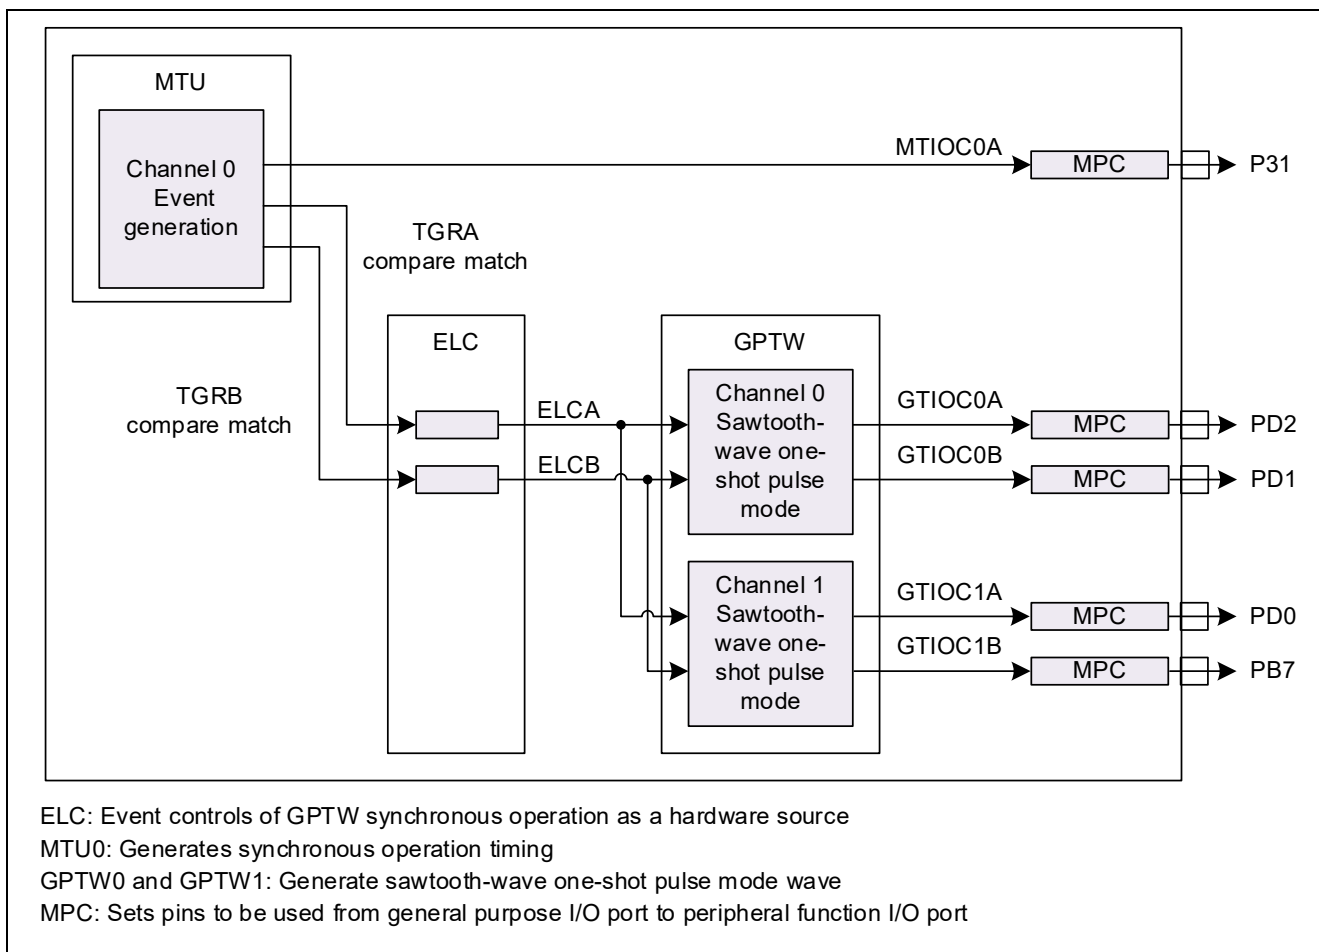 MTU
Channel 0
Event
generation
MTIOC0A
MPC
P31
TGRA
compare match
TGRB
compare match
ELC
ELCA
ELCB
GPTW
Channel 0
Sawtooth-
wave one-
shot pulse
mode
GTIOC0A
MPC
PD2
GTIOC0B
MPC
PD1
Channel 1
Sawtooth-
wave one-
shot pulse
mode
GTIOC1A
MPC
PD0
GTIOC1B
MPC
PB7
ELC: Event controls of GPTW synchronous operation as a hardware source
MTU0: Generates synchronous operation timing
GPTW0 and GPTW1: Generate sawtooth-wave one-shot pulse mode wave
MPC: Sets pins to be used from general purpose I/O port to peripheral function I/O port